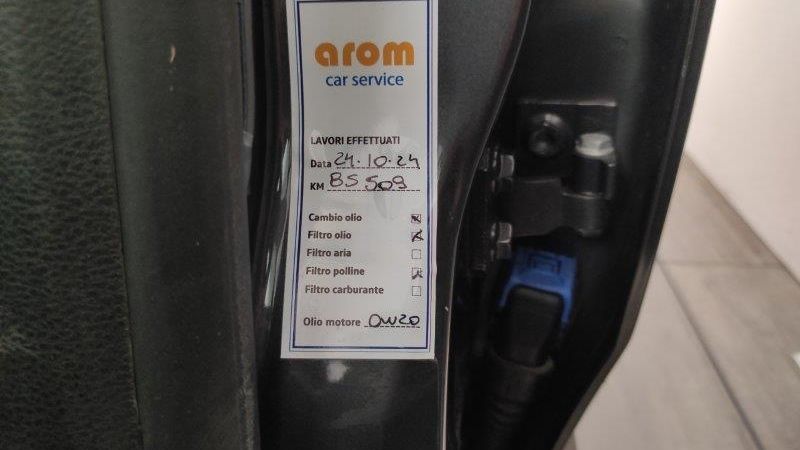 arom
car service
LAVORI EFFETTUATI
Data 24.10.24
KM 85 509
Cambio olio
Filtro olio
Filtro aria
Filtro polline
Filtro carburante
Olio motore 0W20